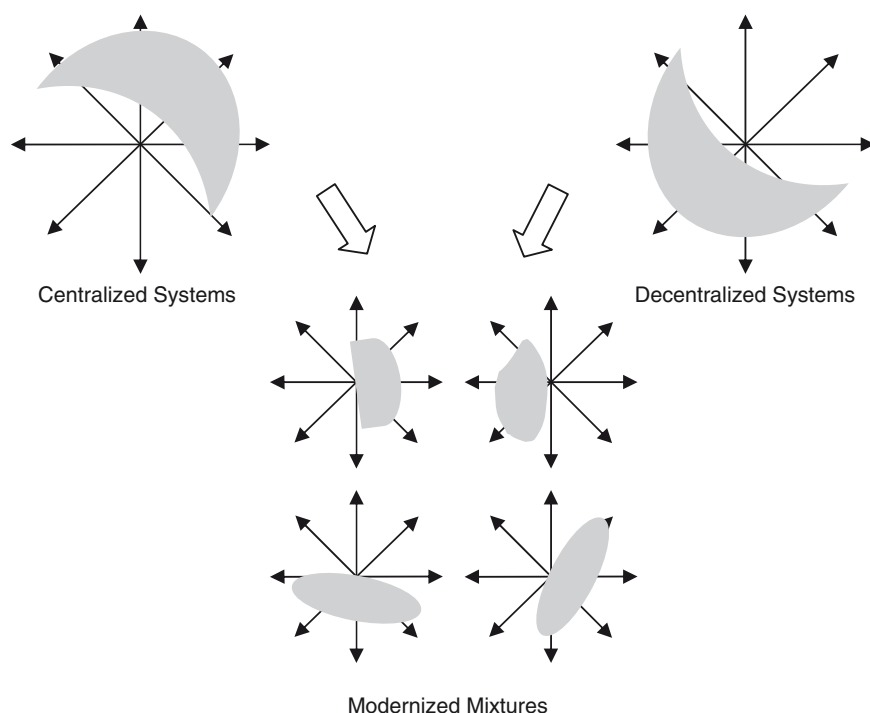 Centralized Systems
Decentralized Systems
Modernized Mixtures